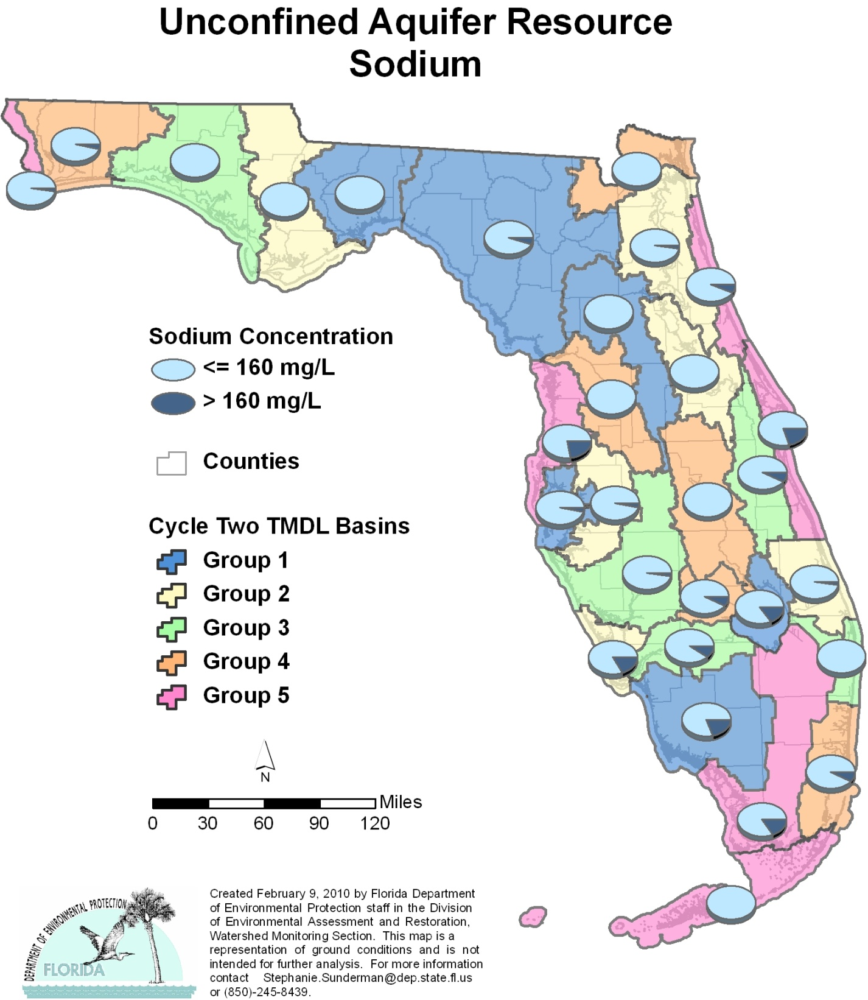 Unconfined Aquifer Resource
Sodium
Sodium Concentration
<= 160 mg/L
> 160 mg/L
Counties
Cycle Two TMDL Basins
Group 1
Group 2
Group 3
Group 4
Group 5
N
Miles
0 30 60 90 120
DEPARTMENT OF ENVIRONMENTAL PROTECTION
FLORIDA
Created February 9, 2010 by Florida Department
of Environmental Protection staff in the Division
of Environmental Assessment and Restoration,
Watershed Monitoring Section. This map is a
representation of ground conditions and is not
intended for further analysis. For more information
contact Stephanie.Sunderman@dep.state.fl.us
or (850)-245-8439.